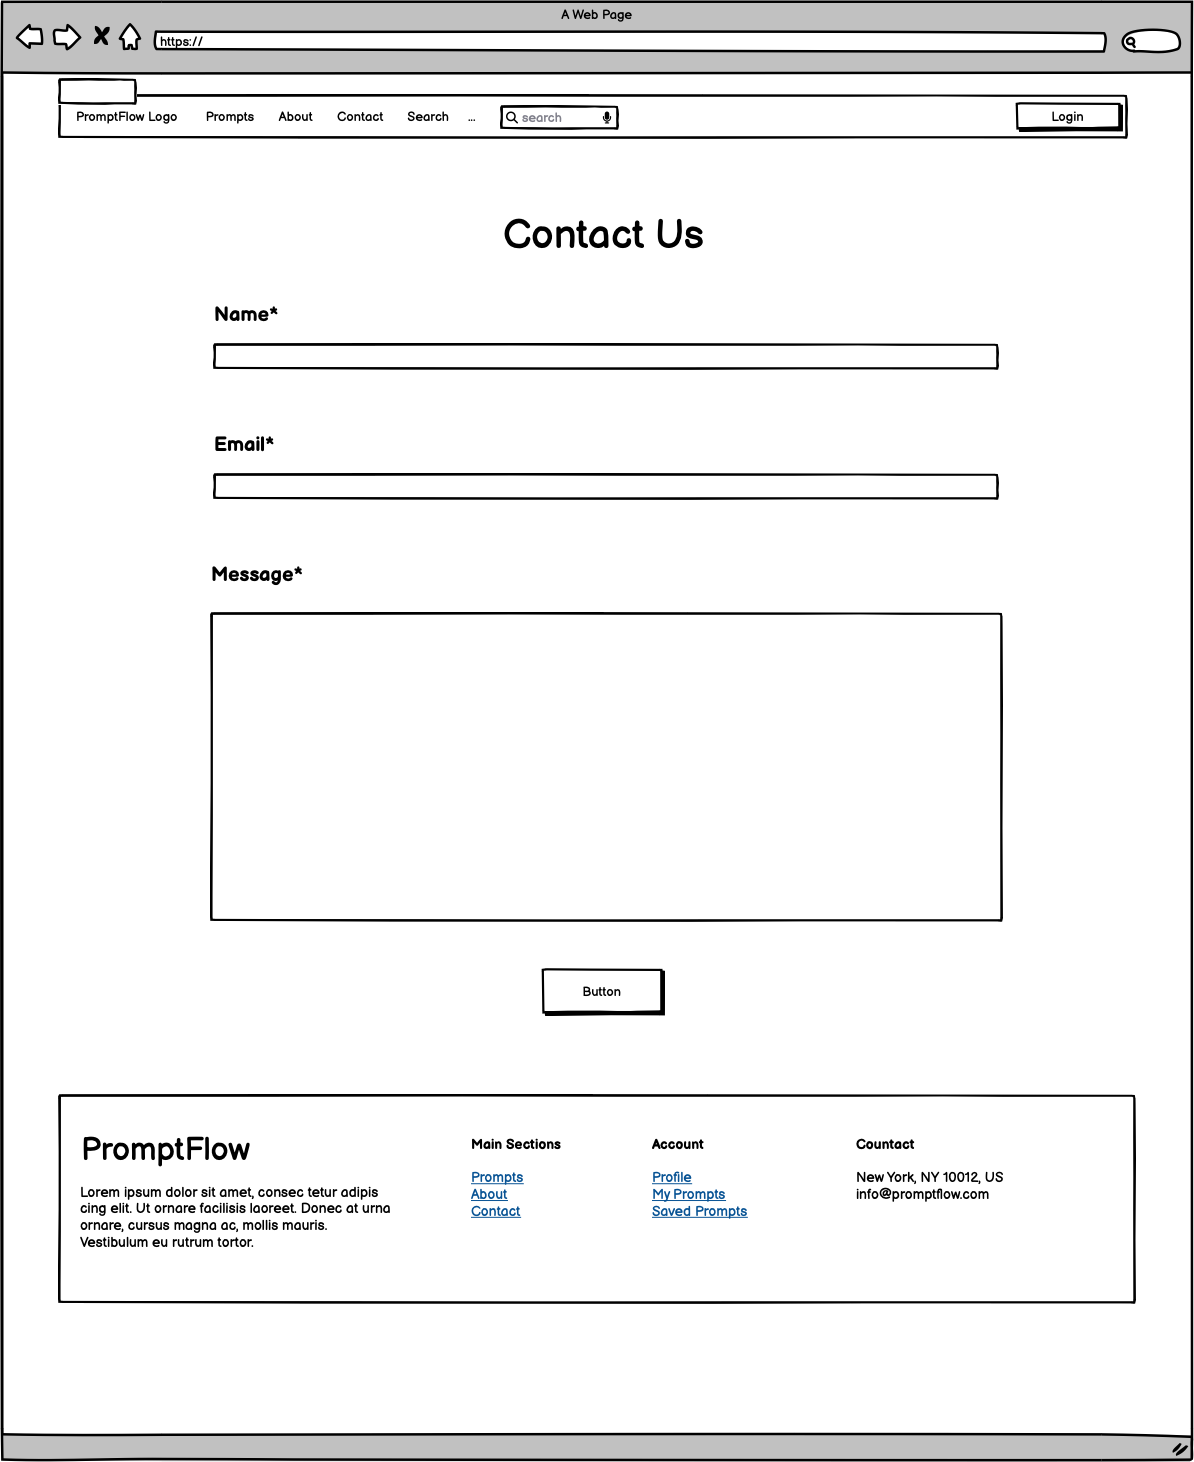 A Web Page
https://
PromptFlow Logo Prompts About Contact Search ... search Login
Contact Us
Name*
Email*
Message*
Button
PromptFlow
Lorem ipsum dolor sit amet, consec tetur adipis
cing elit. Ut ornare facilisis laoreet. Donec at urna
ornare, cursus magna ac, mollis mauris.
Vestibulum eu rutrum tortor.
Main Sections
Prompts
About
Contact
Account
Profile
My Prompts
Saved Prompts
Countact
New York, NY 10012, US
info@promptflow.com